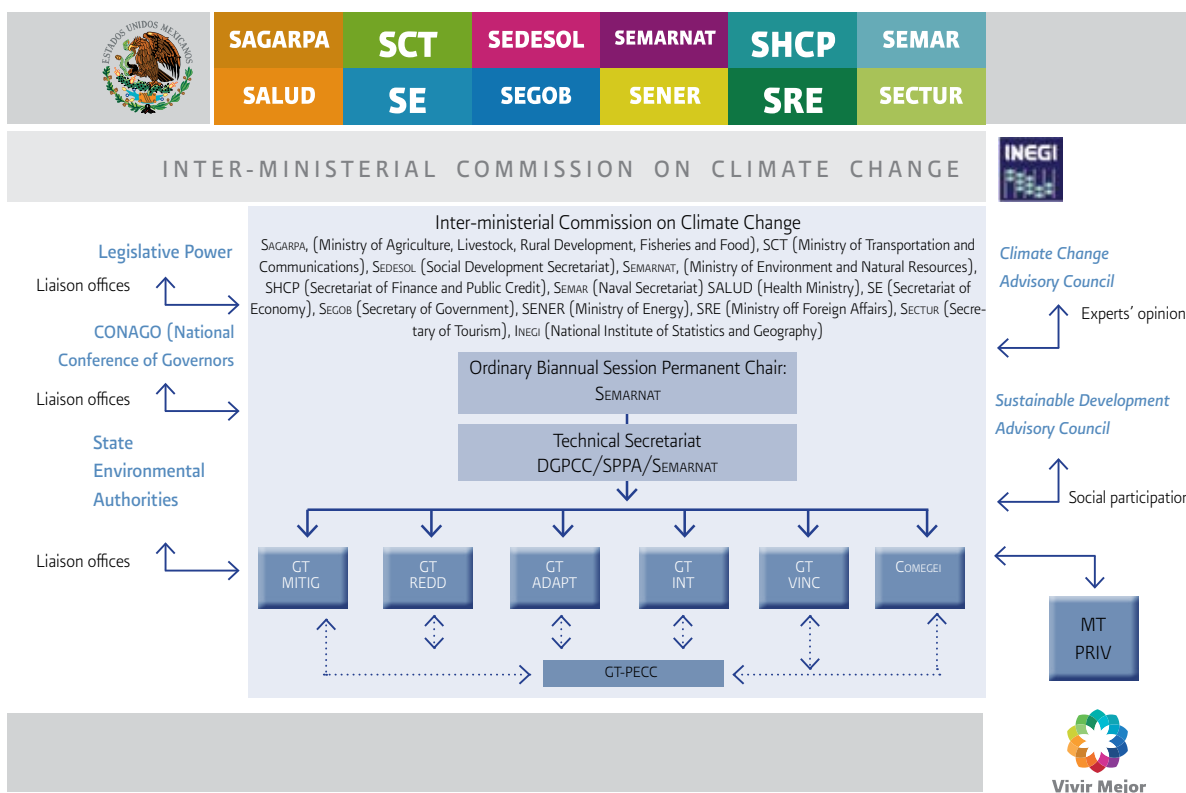 ESTADOS UNIDOS MEXICANOS
SAGARPA SCT SEDESOL SEMARNAT SHCP SEMAR
SALUD SE SEGOB SENER SRE SECTUR
INTER-MINISTERIAL COMMISSION ON CLIMATE CHANGE
INEGI
Inter-ministerial Commission on Climate Change
SAGARPA, (Ministry of Agriculture, Livestock, Rural Development, Fisheries and Food), SCT (Ministry of Transportation and
Communications), SEDESOL (Social Development Secretariat), SEMARNAT, (Ministry of Environment and Natural Resources),
SHCP (Secretariat of Finance and Public Credit), SEMAR (Naval Secretariat) SALUD (Health Ministry), SE (Secretariat of
Economy), SEGOB (Secretary of Government), SENER (Ministry of Energy), SRE (Ministry off Foreign Affairs), SECTUR (Secre-
tary of Tourism), INEGI (National Institute of Statistics and Geography)
Legislative Power
Liaison offices
CONAGO (National
Conference of Governors
Liaison offices
State
Environmental
Authorities
Liaison offices
Ordinary Biannual Session Permanent Chair:
SEMARNAT
Technical Secretariat
DGPCC/SPPA/SEMARNAT
GT
MITIG
GT
REDD
GT
ADAPT
GT
INT
GT
VINC
COMEGEI
GT-PECC
Climate Change
Advisory Council
Experts' opinion
Sustainable Development
Advisory Council
Social participation
MT
PRIV
Vivir Mejor